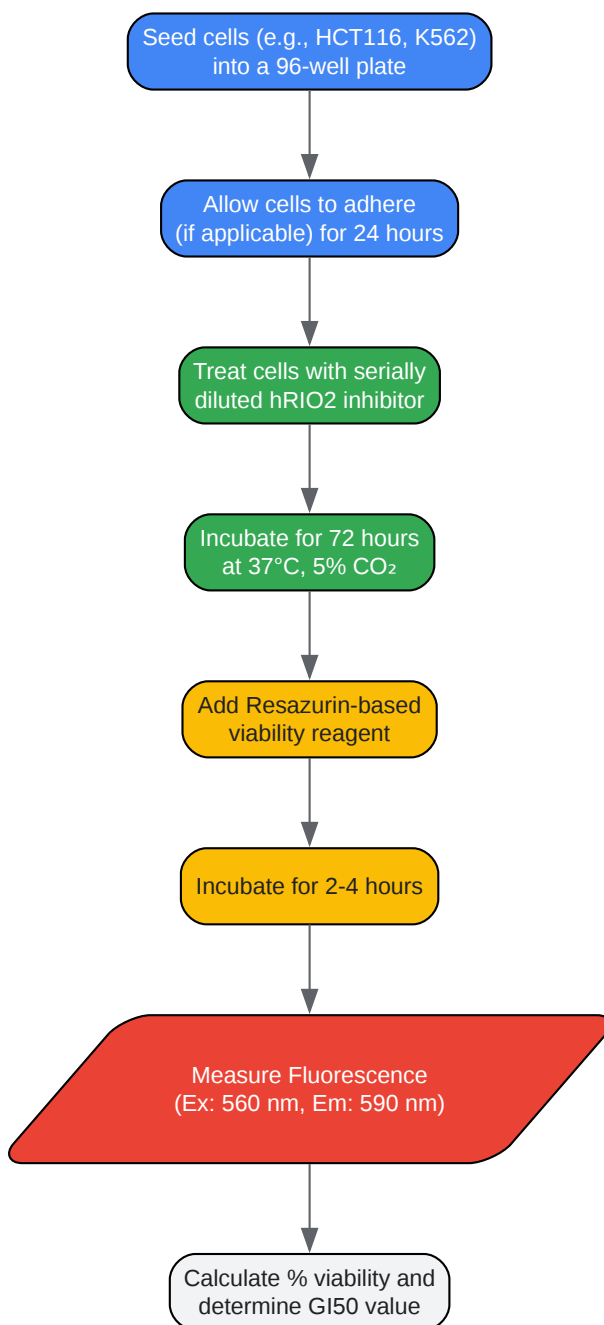 Seed cells (e.g., HCT116, K562)
into a 96-well plate
Allow cells to adhere
(if applicable) for 24 hours
Treat cells with serially
diluted hRIO2 inhibitor
Incubate for 72 hours
at 37°C, 5% CO₂
Add Resazurin-based
viability reagent
Incubate for 2-4 hours
Measure Fluorescence
(Ex: 560 nm, Em: 590 nm)
Calculate % viability and
determine GI50 value